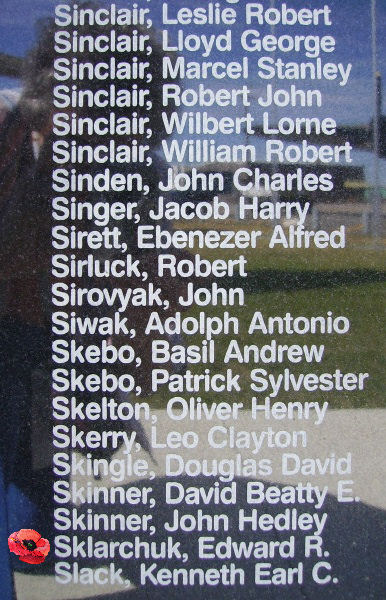 Sinclair, Leslie Robert
Sinclair, Lloyd George
Sinclair, Marcel Stanley
Sinclair, Robert John
Sinclair, Wilbert Lorne
Sinclair, William Robert
Sinden, John Charles
Singer, Jacob Harry
Sirett, Ebenezer Alfred
Sirluck, Robert
Sirovyak, John
Siwak, Adolph Antonio
Skebo, Basil Andrew
Skebo, Patrick Sylvester
Skelton, Oliver Henry
Skerry, Leo Clayton
Skingle, Douglas David
Skinner, David Beatty E.
Skinner, John Hedley
Sklarchuk, Edward R.
Slack, Kenneth Earl C.